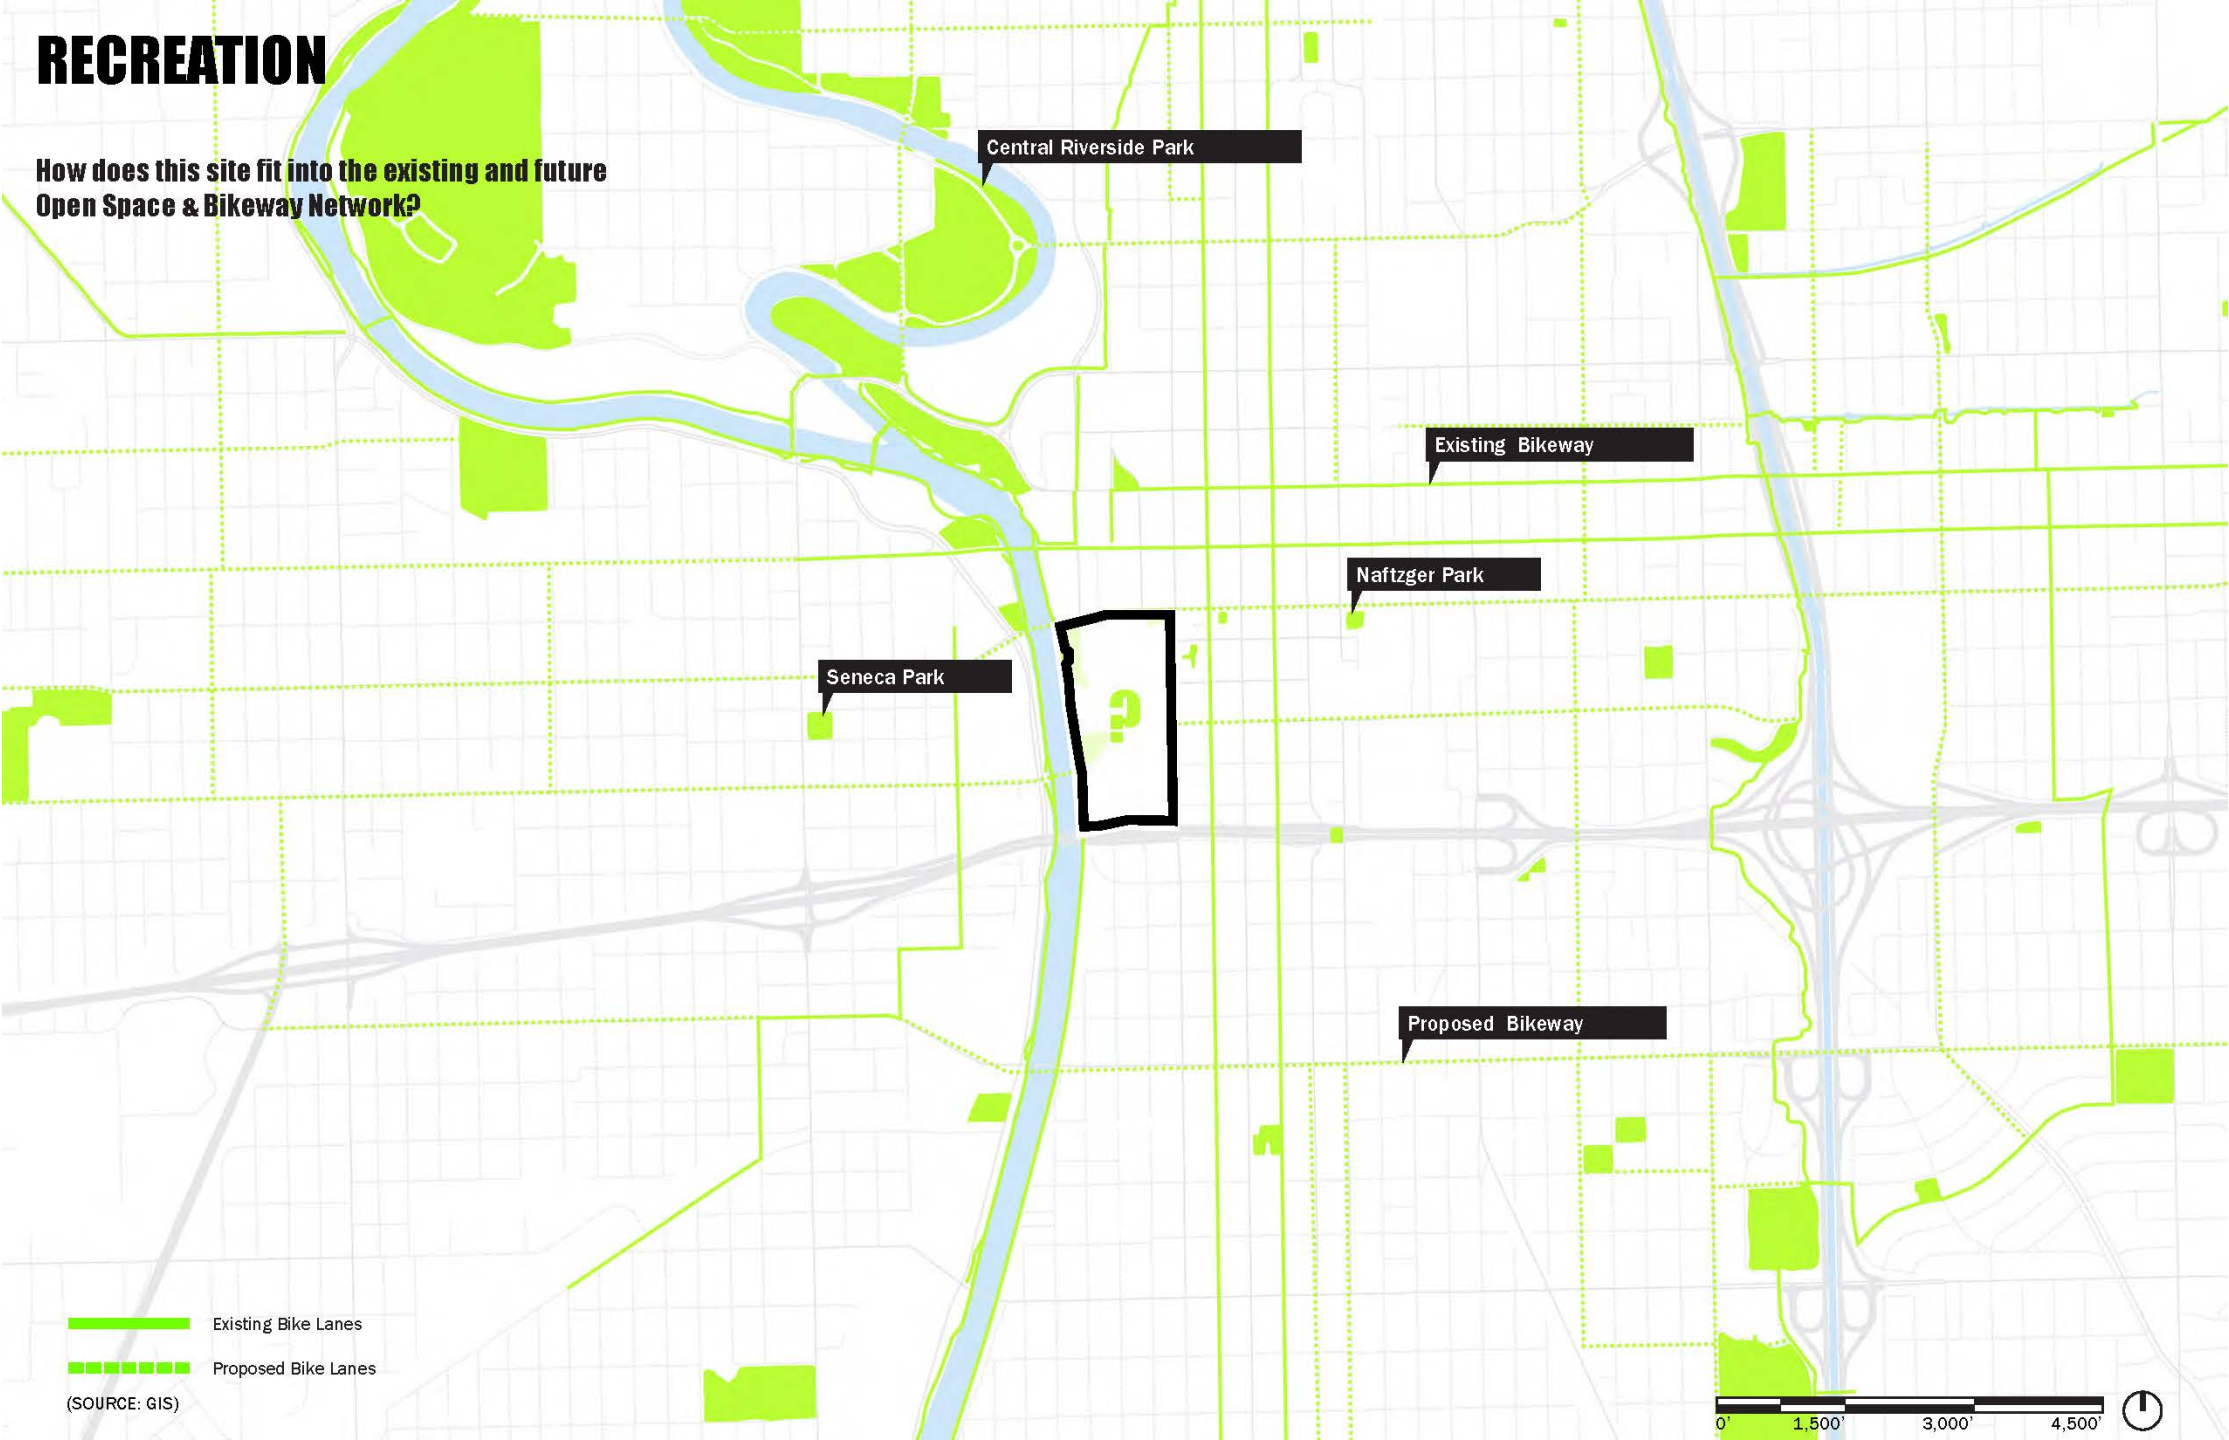 RECREATION
How does this site fit into the existing and future
Open Space & Bikeway Network?
Central Riverside Park
Existing Bikeway
Naftzger Park
Seneca Park
?
Proposed Bikeway
Existing Bike Lanes
Proposed Bike Lanes
(SOURCE: GIS)
0' 1,500' 3,000' 4,500'